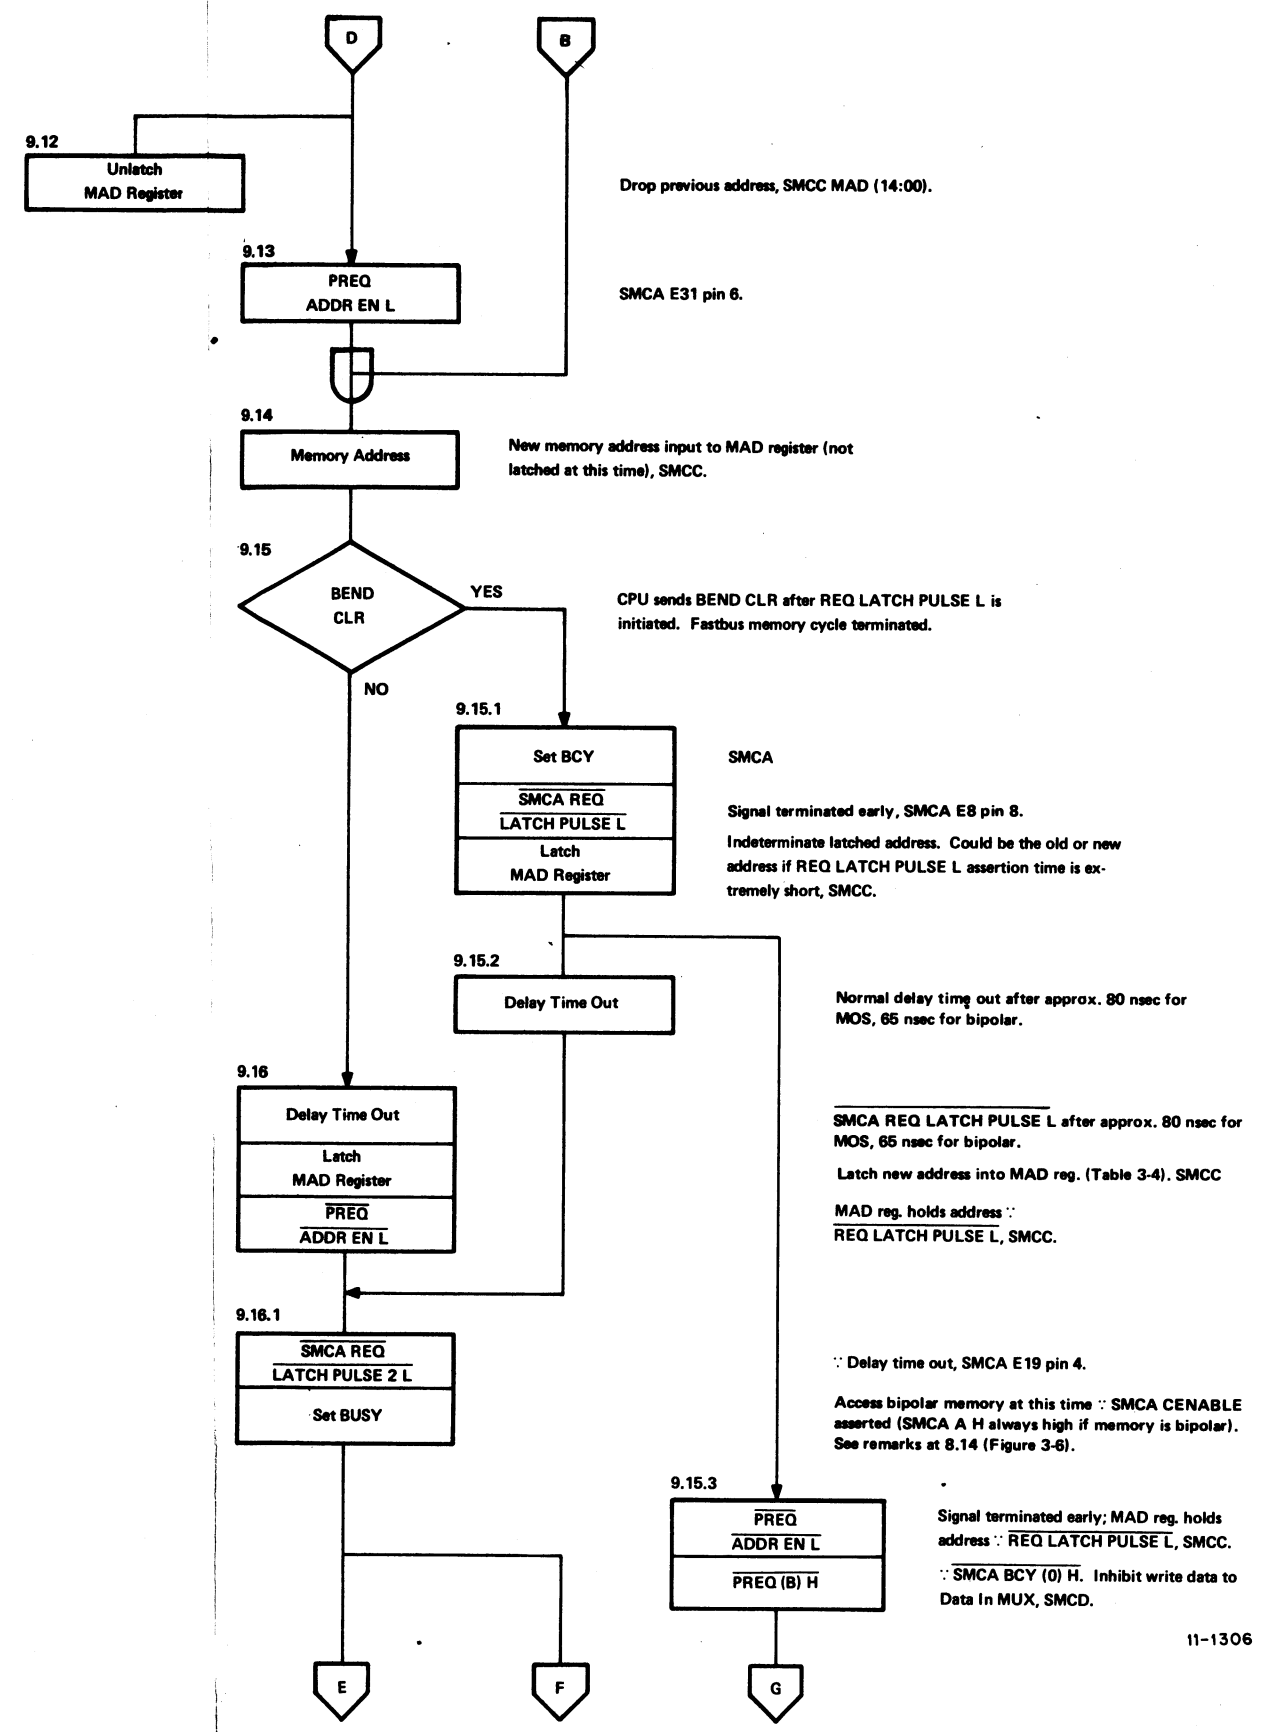 D
B
9.12
Unlatch
MAD Register
Drop previous address, SMCC MAD (14:00).
9.13
PREQ
ADDR EN L
SMCA E31 pin 6.
9.14
Memory Address
New memory address input to MAD register (not
latched at this time), SMCC.
9.15
BEND
CLR
YES
NO
CPU sends BEND CLR after REQ LATCH PULSE L is
initiated. Fastbus memory cycle terminated.
9.15.1
Set BCY
SMCA
SMCA REQ
LATCH PULSE L
Signal terminated early, SMCA E8 pin 8.
Latch
MAD Register
Indeterminate latched address. Could be the old or new
address if REQ LATCH PULSE L assertion time is ex-
tremely short, SMCC.
9.15.2
Delay Time Out
Normal delay time out after approx. 80 nsec for
MOS, 65 nsec for bipolar.
9.16
Delay Time Out
Latch
MAD Register
PREQ
ADDR EN L
SMCA REQ LATCH PULSE L after approx. 80 nsec for
MOS, 65 nsec for bipolar.
Latch new address into MAD reg. (Table 3-4). SMCC
MAD reg. holds address ∵
REQ LATCH PULSE L, SMCC.
9.16.1
SMCA REQ
LATCH PULSE 2 L
Set BUSY
∵ Delay time out, SMCA E19 pin 4.
Access bipolar memory at this time ∵ SMCA CENABLE
asserted (SMCA A H always high if memory is bipolar).
See remarks at 8.14 (Figure 3-6).
9.15.3
PREQ
ADDR EN L
PREQ (B) H
Signal terminated early; MAD reg. holds
address ∵ REQ LATCH PULSE L, SMCC.
∵ SMCA BCY (0) H. Inhibit write data to
Data In MUX, SMCD.
11-1306
E
F
G